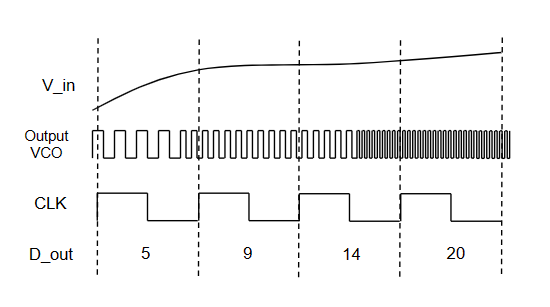 V_in
Output
VCO
CLK
D_out 5 9 14 20